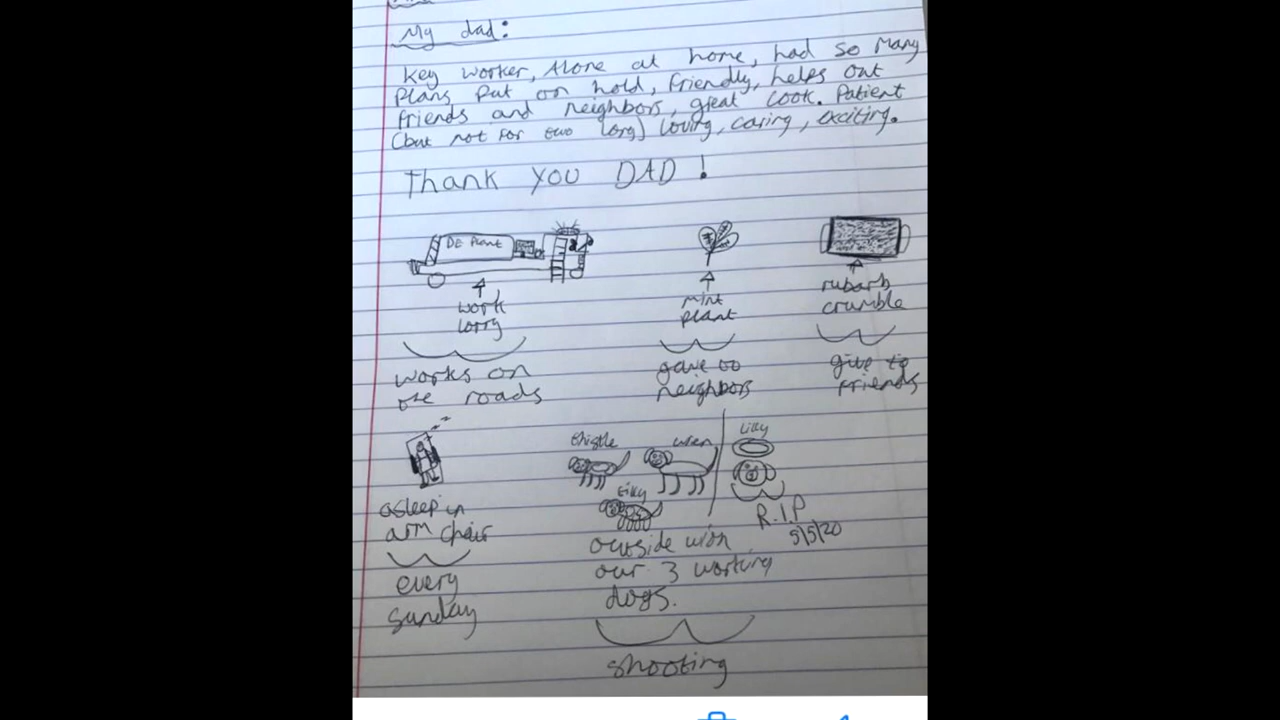 My dad:
key worker, Alone at home, had so many
plans put on hold, friendly, helps out
friends and neighbors, great cook. Patient
(but not for two long) loving, caring, exciting.
Thank you DAD!
DE Plant
work
lorry
works on
the roads
mint
plant
gave to
neighbors
rubarb
crumble
give to
friends
asleep in
arm chair
every
sunday
thistle
wren
tilly
Lilly
R.I.P
5/5/20
outside with
our 3 working
dogs.
shooting